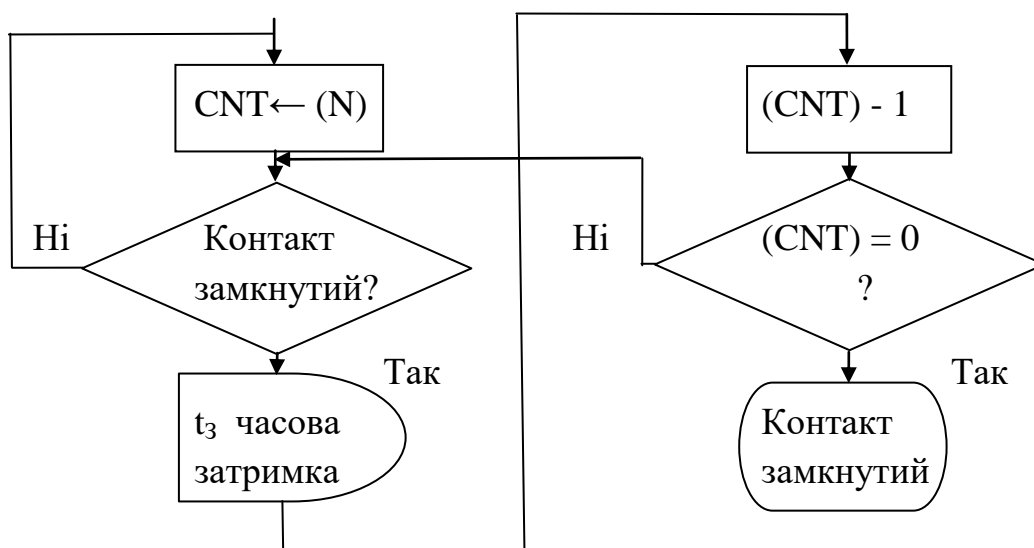 CNT← (N)
Ні
Контакт
замкнутий?
Так
t₃ часова
затримка
(CNT) - 1
Ні
(CNT) = 0
?
Так
Контакт
замкнутий